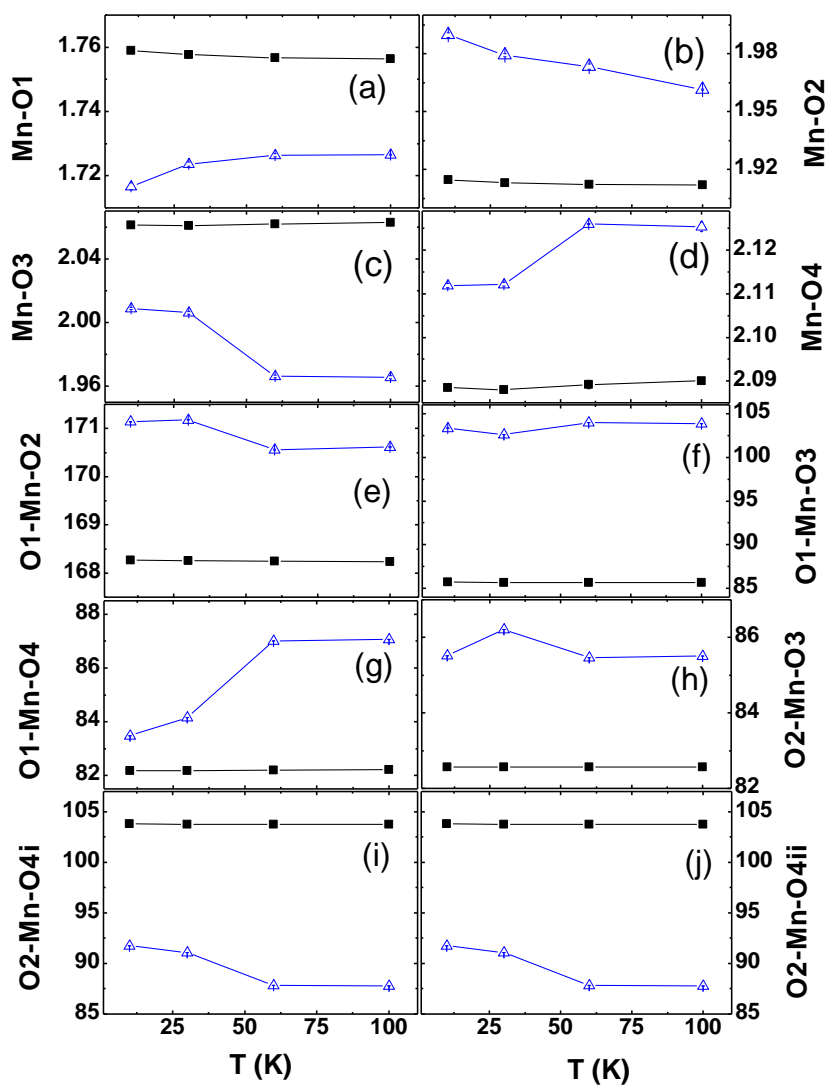 1.76
1.74
1.72
Mn-O1
(a)
(b)
1.98
1.95
1.92
Mn-O2
2.04
2.00
1.96
Mn-O3
(c)
(d)
2.12
2.11
2.10
2.09
Mn-O4
171
170
169
168
O1-Mn-O2
(e)
(f)
105
100
95
90
85
O1-Mn-O3
88
86
84
82
O1-Mn-O4
(g)
(h)
86
84
82
O2-Mn-O3
105
100
95
90
85
O2-Mn-O4i
(i)
(j)
105
100
95
90
85
O2-Mn-O4ii
25 50 75 100
25 50 75 100
T (K)
T (K)